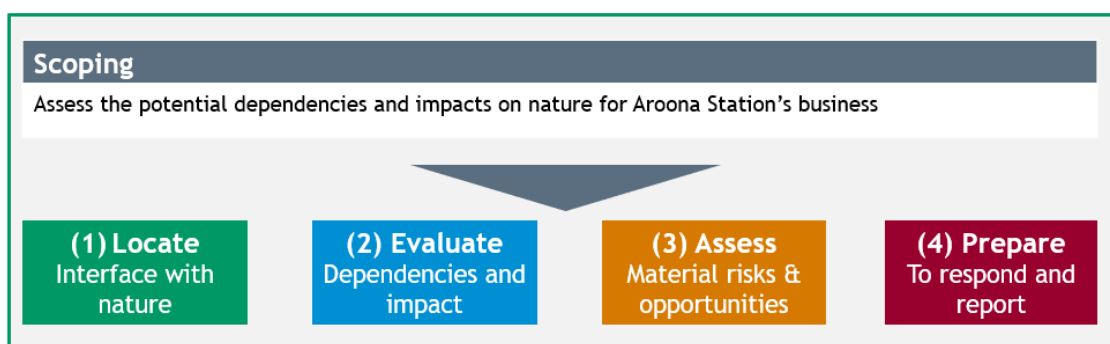 Scoping
Assess the potential dependencies and impacts on nature for Aroona Station’s business
(1) Locate
Interface with
nature
(2) Evaluate
Dependencies and
impact
(3) Assess
Material risks &
opportunities
(4) Prepare
To respond and
report